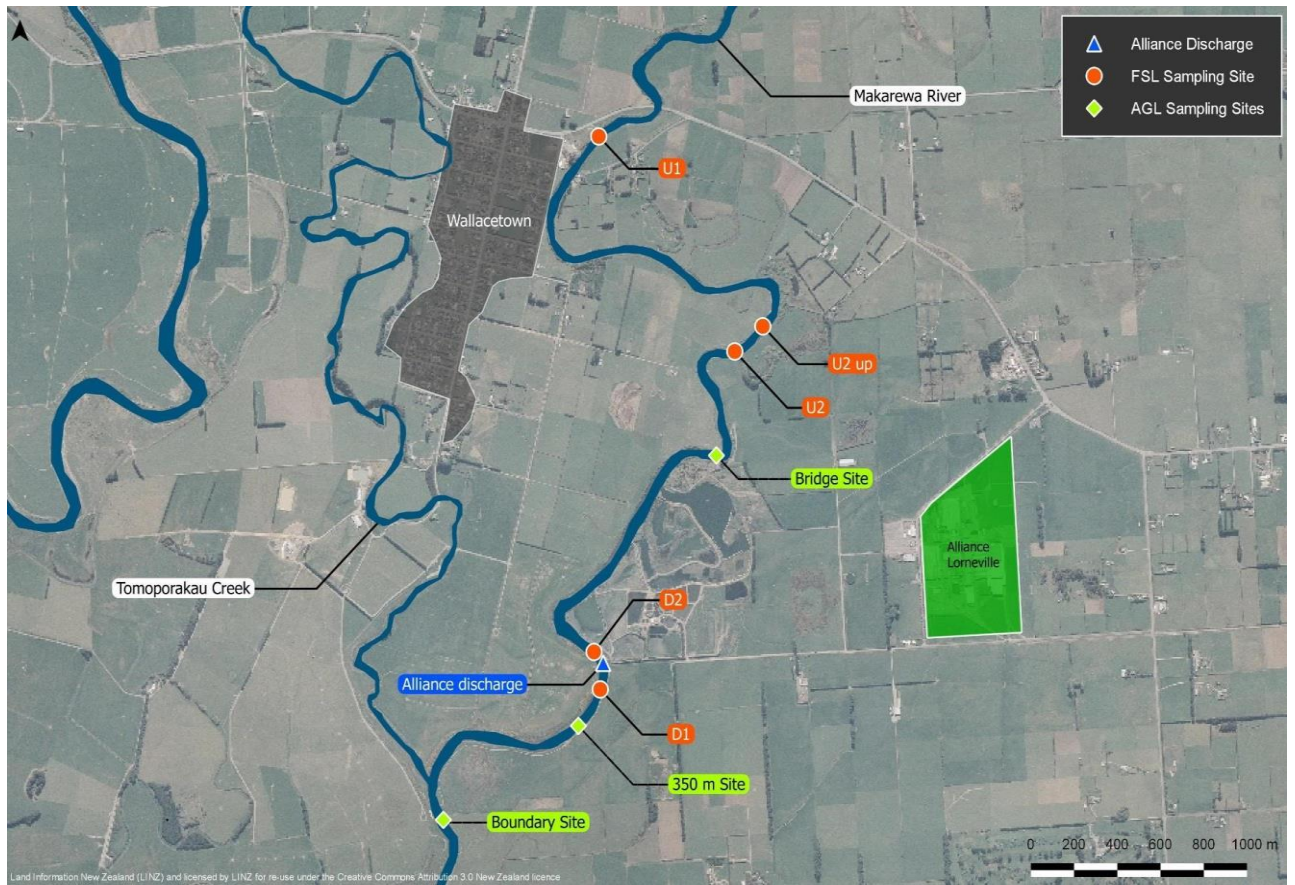 Alliance Discharge
FSL Sampling Site
AGL Sampling Sites
Makarewa River
U1
Wallacetown
U2 up
U2
Bridge Site
Alliance
Lorneville
Tomoporakau Creek
D2
Alliance discharge
D1
350 m Site
Boundary Site
0 200 400 600 800 1000 m
Land Information New Zealand (LINZ) and licensed by LINZ for re-use under the Creative Commons Attribution 3.0 New Zealand licence